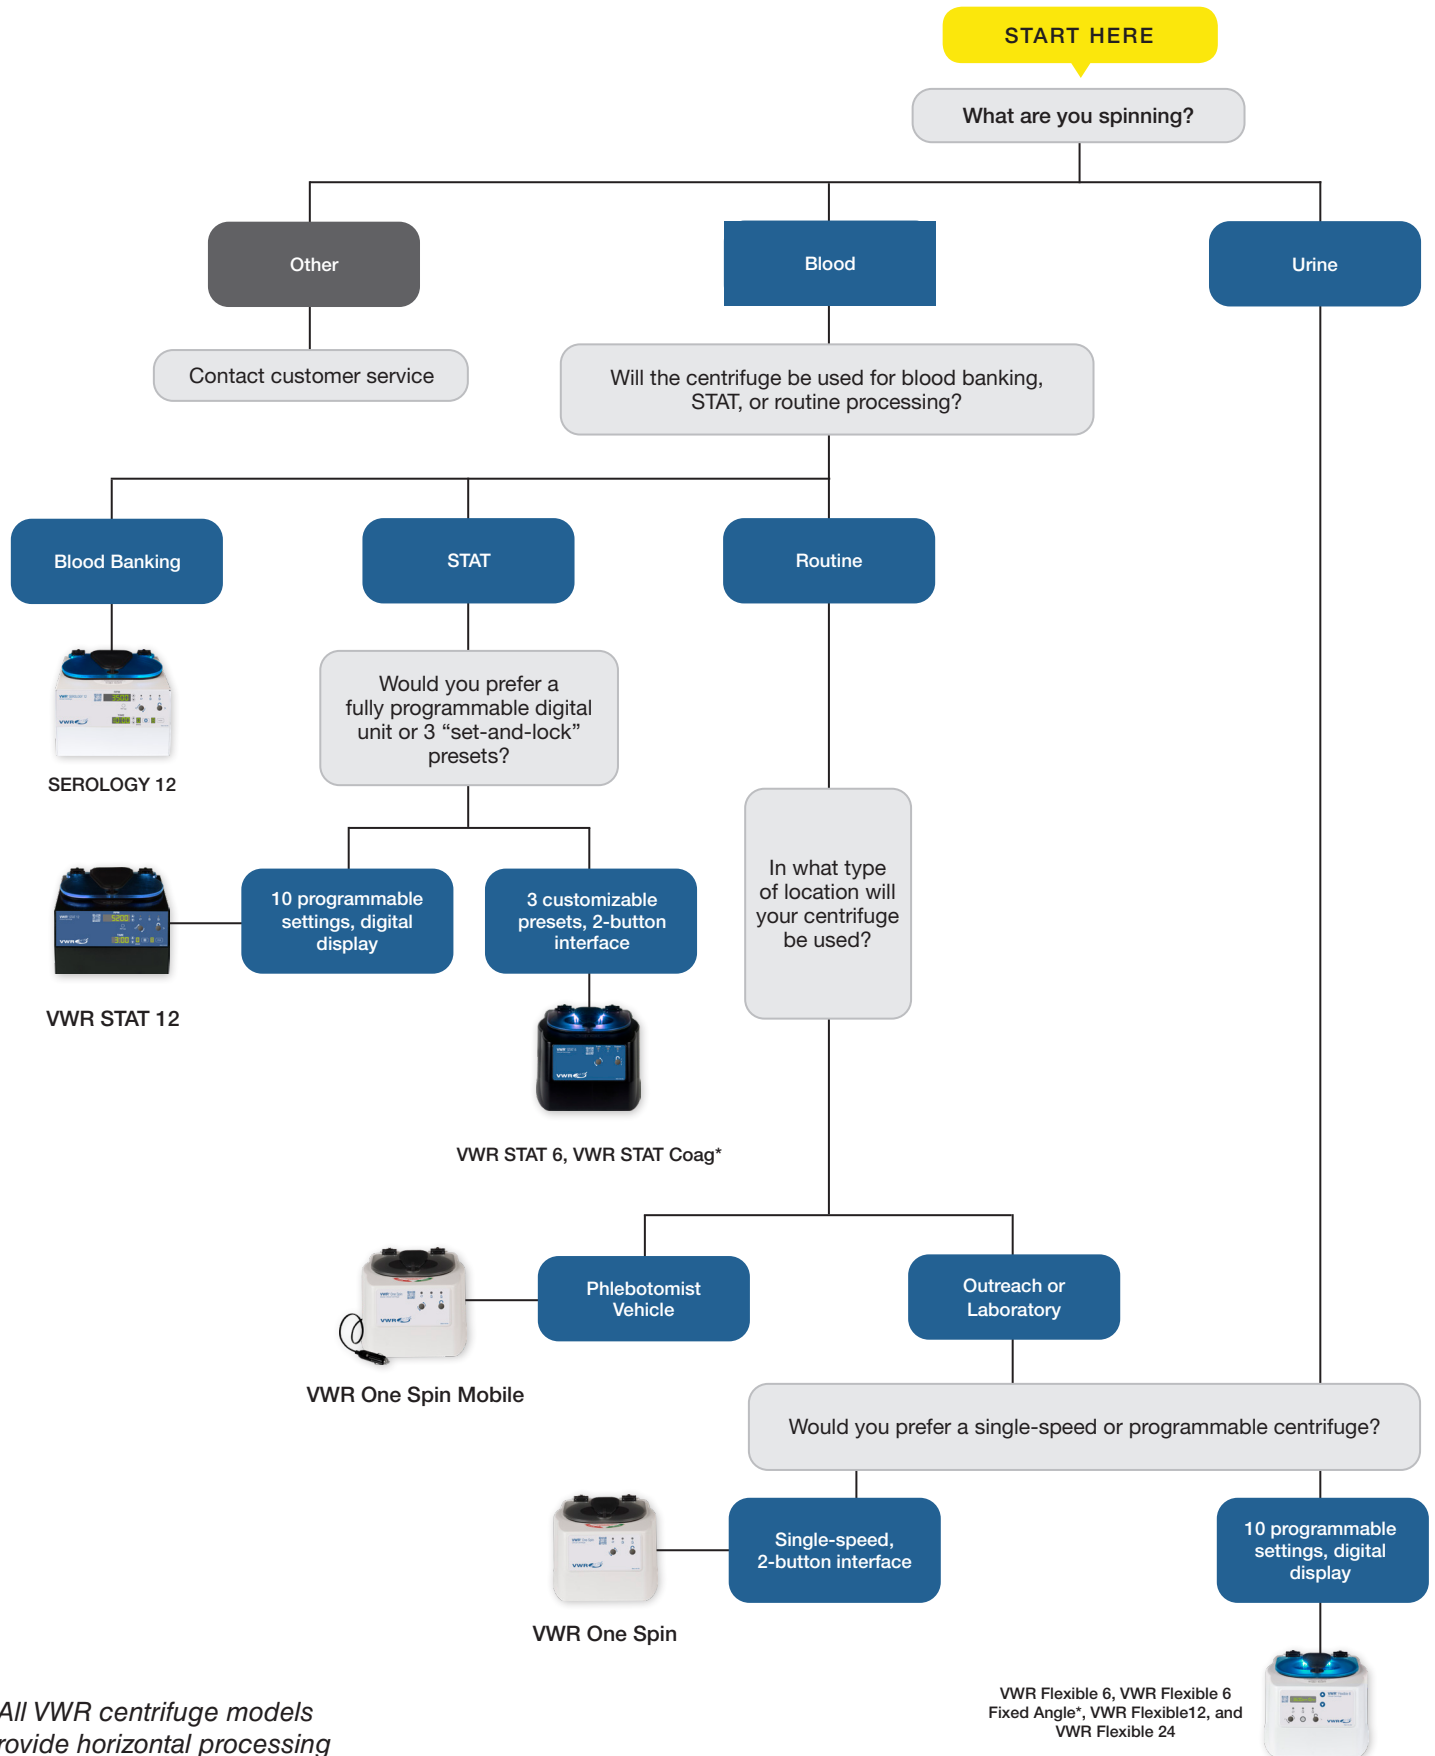 START HERE
What are you spinning?
Other
Blood
Urine
Contact customer service
Will the centrifuge be used for blood banking,
STAT, or routine processing?
Blood Banking
STAT
Routine
SEROLOGY 12
Would you prefer a
fully programmable digital
unit or 3 “set-and-lock”
presets?
In what type
of location will
your centrifuge
be used?
10 programmable
settings, digital
display
3 customizable
presets, 2-button
interface
VWR STAT 12
VWR STAT 6, VWR STAT Coag*
Phlebotomist
Vehicle
Outreach or
Laboratory
VWR One Spin Mobile
Would you prefer a single-speed or programmable centrifuge?
Single-speed,
2-button interface
10 programmable
settings, digital
display
VWR One Spin
VWR Flexible 6, VWR Flexible 6
Fixed Angle*, VWR Flexible12, and
VWR Flexible 24
All VWR centrifuge models
rovide horizontal processing